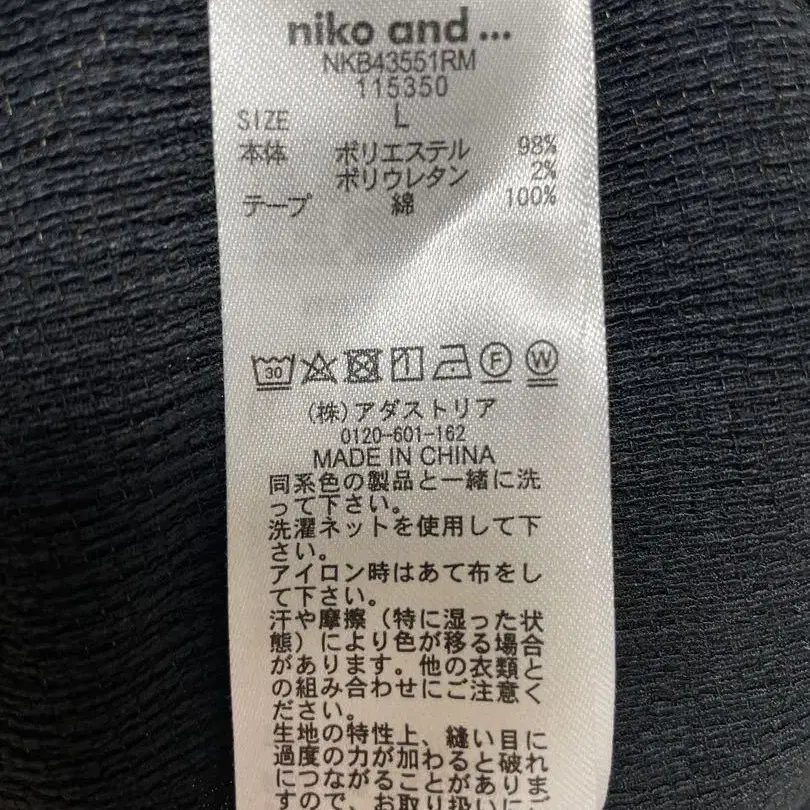 niko and ...
NKB43551RM
115350
SIZE L
本体 ポリエステル 98%
ポリウレタン 2%
テープ 綿 100%
30 F W
(株)アダストリア
0120-601-162
MADE IN CHINA
同系色の製品と一緒に洗
って下さい。
洗濯ネットを使用して下
さい。
アイロン時はあて布をし
て下さい。
汗や摩擦（特に湿った状
態）により色が移る場合
があります。他の衣類と
の組み合わせにご注意く
ださい。
生地の特性上、縫い目に
過度の力が加わると破れ
につながることがありま
すので、お取り扱いにご